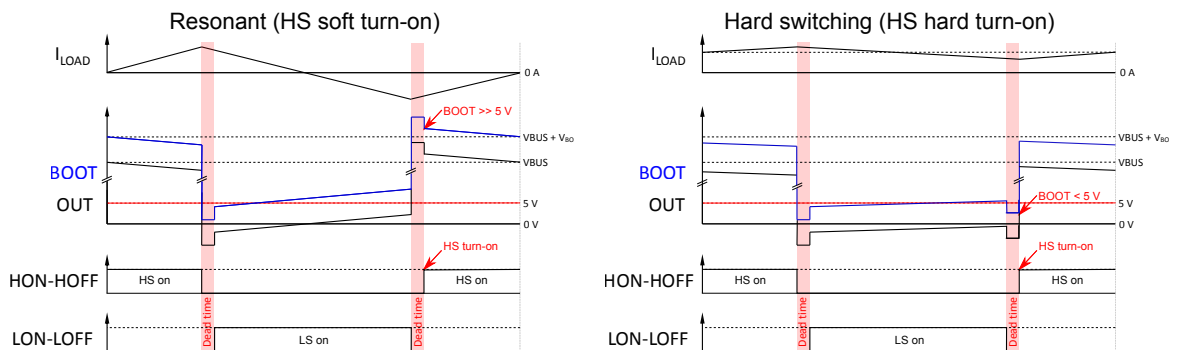 Resonant (HS soft turn-on)
I LOAD
0 A
BOOT >> 5 V
VBUS + VBO
VBUS
BOOT
OUT
5 V
0 V
HS turn-on
HON-HOFF
HS on
HS on
Dead time
Dead time
LON-LOFF
LS on
Hard switching (HS hard turn-on)
I LOAD
0 A
VBUS + VBO
VBUS
BOOT
OUT
5 V
BOOT < 5 V
0 V
HS turn-on
HON-HOFF
HS on
HS on
Dead time
Dead time
LON-LOFF
LS on